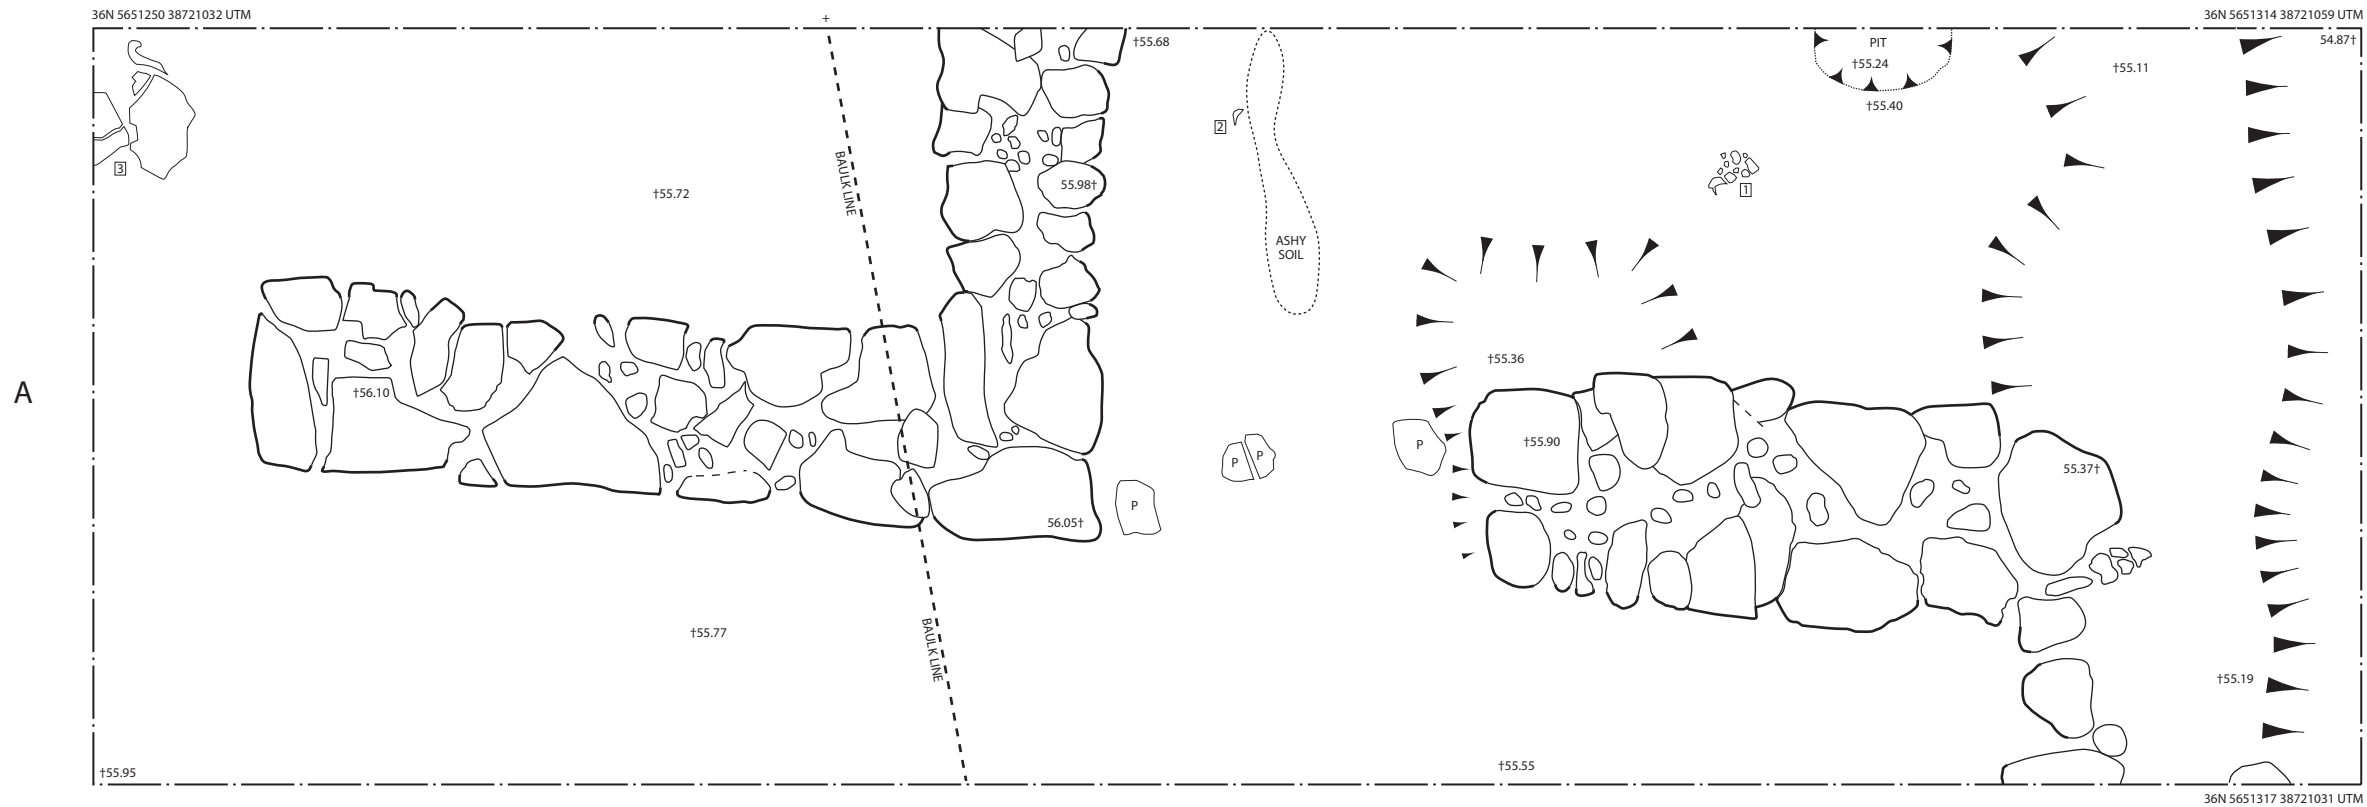 36N 5651250 38721032 UTM
+
36N 5651314 38721059 UTM
†55.68
PIT
†55.24
†55.40
†55.11
54.87†
2
3
1
BAULK LINE
†55.72
55.98†
ASHY
SOIL
†55.36
A
†56.10
P
P
P
†55.90
55.37†
56.05†
P
†55.77
BAULK LINE
†55.19
†55.95
†55.55
36N 5651317 38721031 UTM